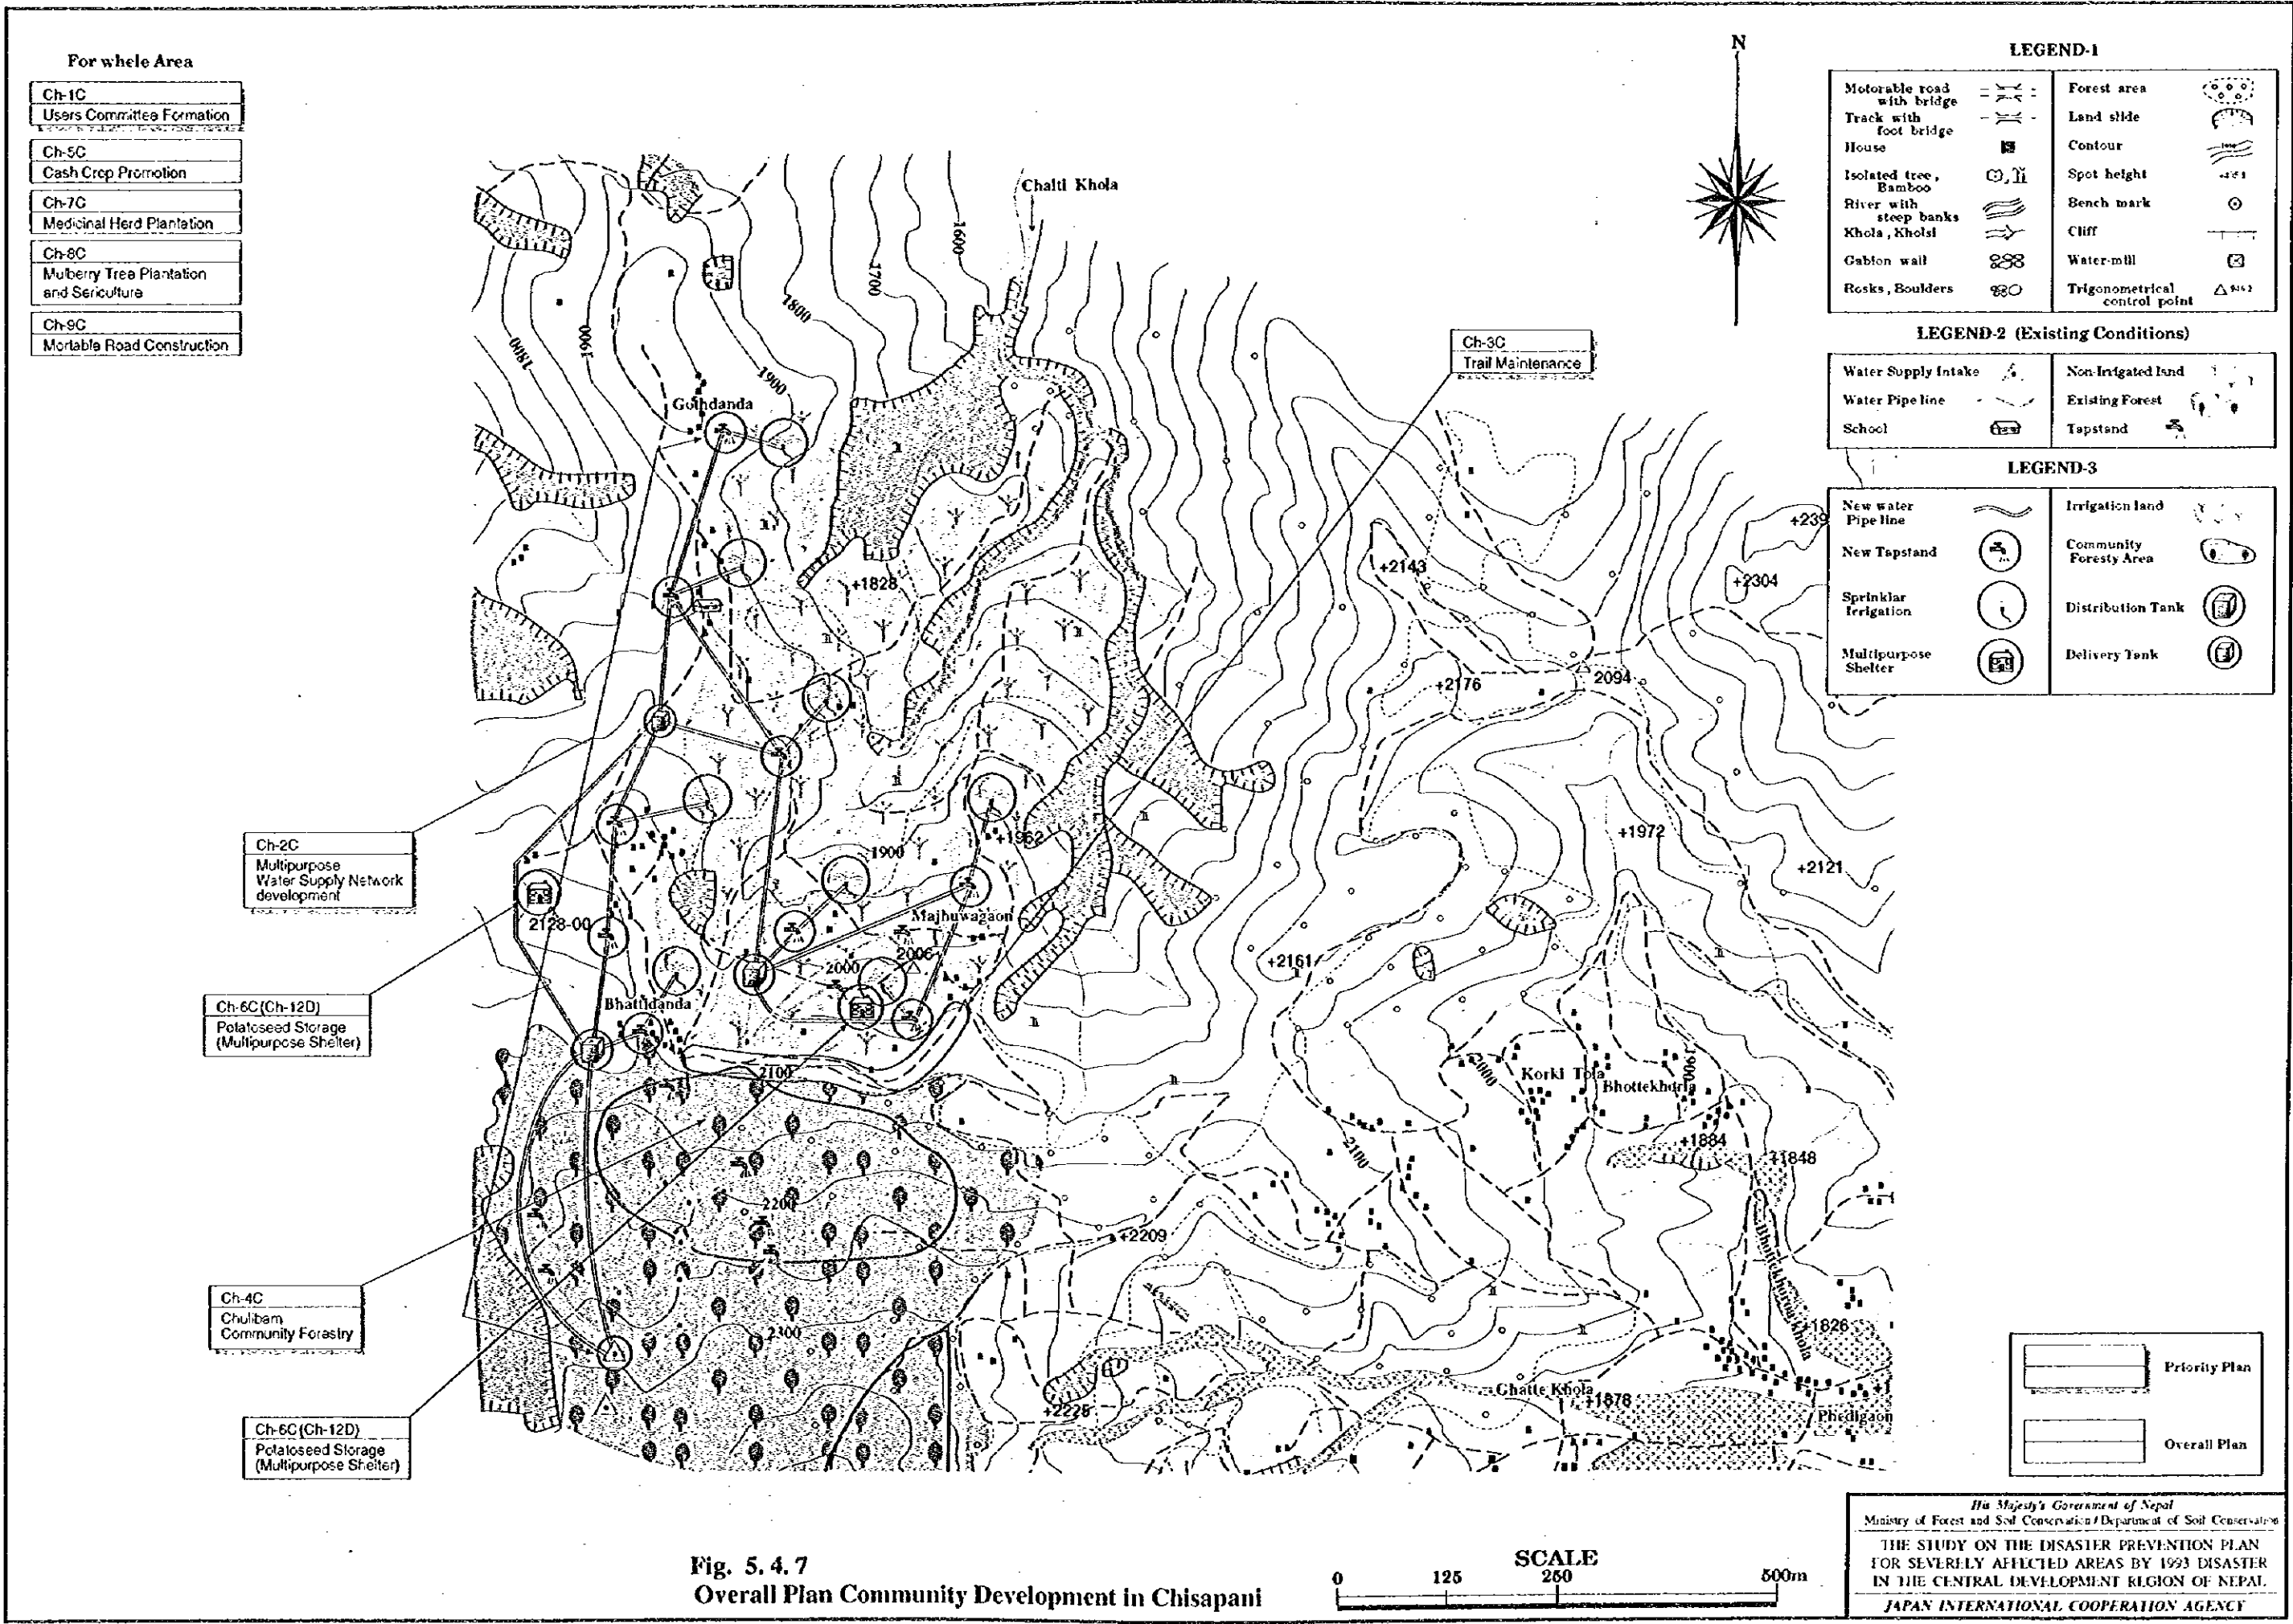 For whole Area
Ch-1C
Users Committee Formation
Ch-5C
Cash Crop Promotion
Ch-7C
Medicinal Herd Plantation
Ch-8C
Mulberry Tree Plantation
and Sericulture
Ch-9C
Mortable Road Construction
Ch-2C
Multipurpose
Water Supply Network
development
Ch-6C(Ch-12D)
Potatoseed Storage
(Multipurpose Shelter)
Ch-4C
Chulibam
Community Forastry
Ch-6C(Ch-12D)
Potatoseed Storage
(Multipurpose Shelter)
Ch-3C
Trail Maintenance
Chalti Khola
1600
1700
1800
1900
1800
1900
Gothdanda
+1828
+1962
1900
Majhuwagaon
2128-00
2006
2000
Bhattidanda
2100
2200
2300
+2143
+2176
2094
+239
+2304
+1972
+2121
+2161
2000
Korki Tola
Bhottekhoria
1900
+1884
+1848
2100
+2209
+1826
+2225
Ghatte Khola
+1878
Phedigaon
N
LEGEND-1
Motorable road
with bridge
Track with
foot bridge
House
Isolated tree,
Bamboo
River with
steep banks
Khola, Kholsi
Gabion wall
Rosks, Boulders
Forest area
Land slide
Contour
Spot height
Bench mark
Cliff
Water-mill
Trigonometrical
control point
LEGEND-2 (Existing Conditions)
Water Supply Intake
Water Pipe line
School
Non-Irrigated land
Existing Forest
Tapstand
LEGEND-3
New water
Pipe line
New Tapstand
Sprinklar
Irrigation
Multipurpose
Shelter
Irrigation land
Community
Foresty Area
Distribution Tank
Delivery Tank
Priority Plan
Overall Plan
Fig. 5.4.7
Overall Plan Community Development in Chisapani
SCALE
0 125 250 500m
His Majesty's Government of Nepal
Ministry of Forest and Soil Conservation / Department of Soil Conservation
THE STUDY ON THE DISASTER PREVENTION PLAN
FOR SEVERELY AFFECTED AREAS BY 1993 DISASTER
IN THE CENTRAL DEVELOPMENT REGION OF NEPAL
JAPAN INTERNATIONAL COOPERATION AGENCY